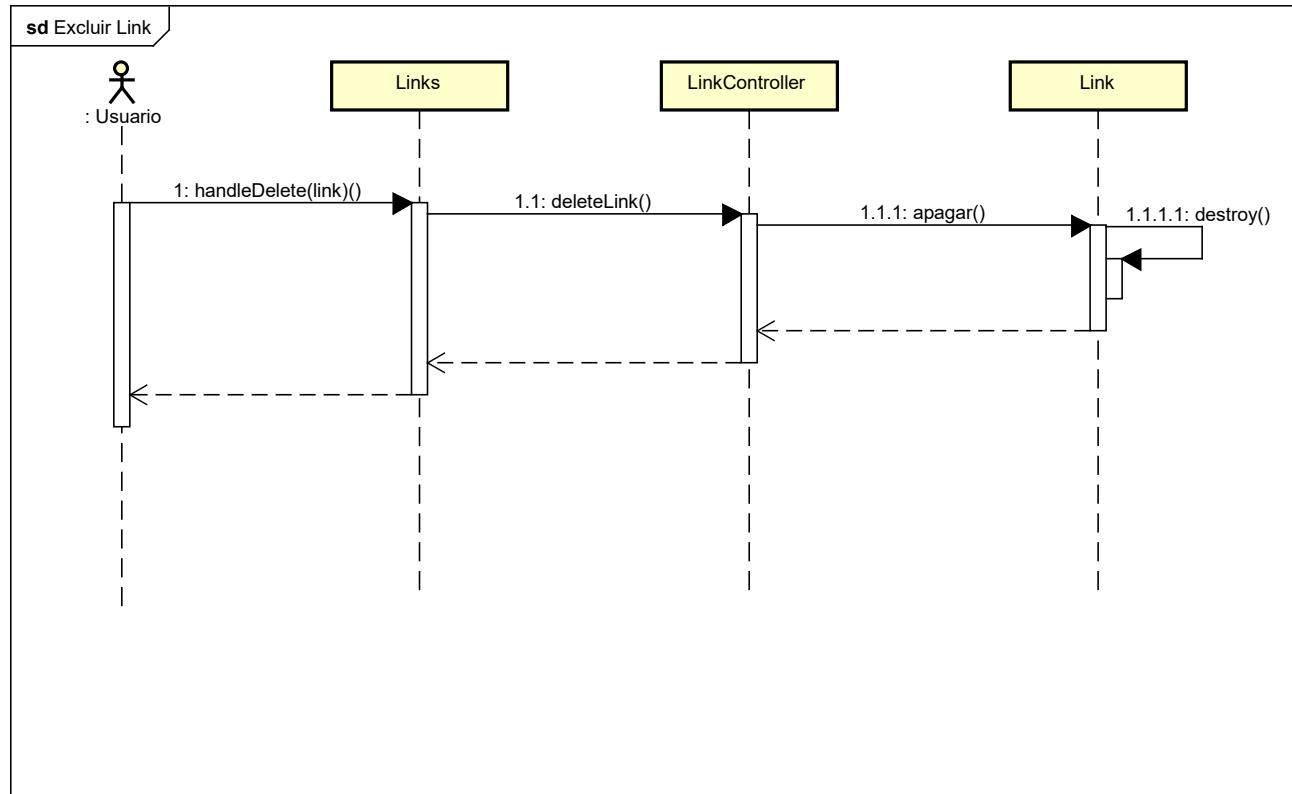 sd Excluir Link
: Usuario
Links
LinkController
Link
1: handleDelete(link)()
1.1: deleteLink()
1.1.1: apagar()
1.1.1.1: destroy()